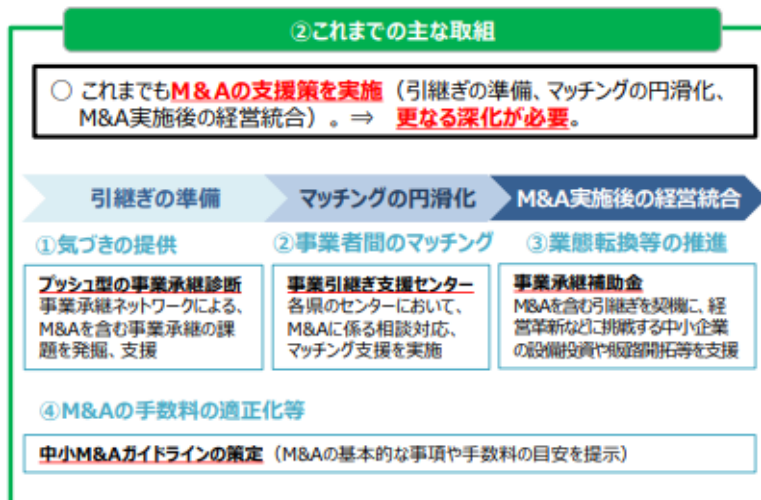 ②これまでの主な取組
○ これまでもM&Aの支援策を実施（引継ぎの準備、マッチングの円滑化、
M&A実施後の経営統合）。⇒ 更なる深化が必要。
引継ぎの準備
マッチングの円滑化
M&A実施後の経営統合
①気づきの提供
プッシュ型の事業承継診断
事業承継ネットワークによる、
M&Aを含む事業承継の課
題を発掘、支援
②事業者間のマッチング
事業引継ぎ支援センター
各県のセンターにおいて、
M&Aに係る相談対応、
マッチング支援を実施
③業態転換等の推進
事業承継補助金
M&Aを含む引継ぎを契機に、経
営革新などに挑戦する中小企業
の設備投資や販路開拓等を支援
④M&Aの手数料の適正化等
中小M&Aガイドラインの策定（M&Aの基本的な事項や手数料の目安を提示）